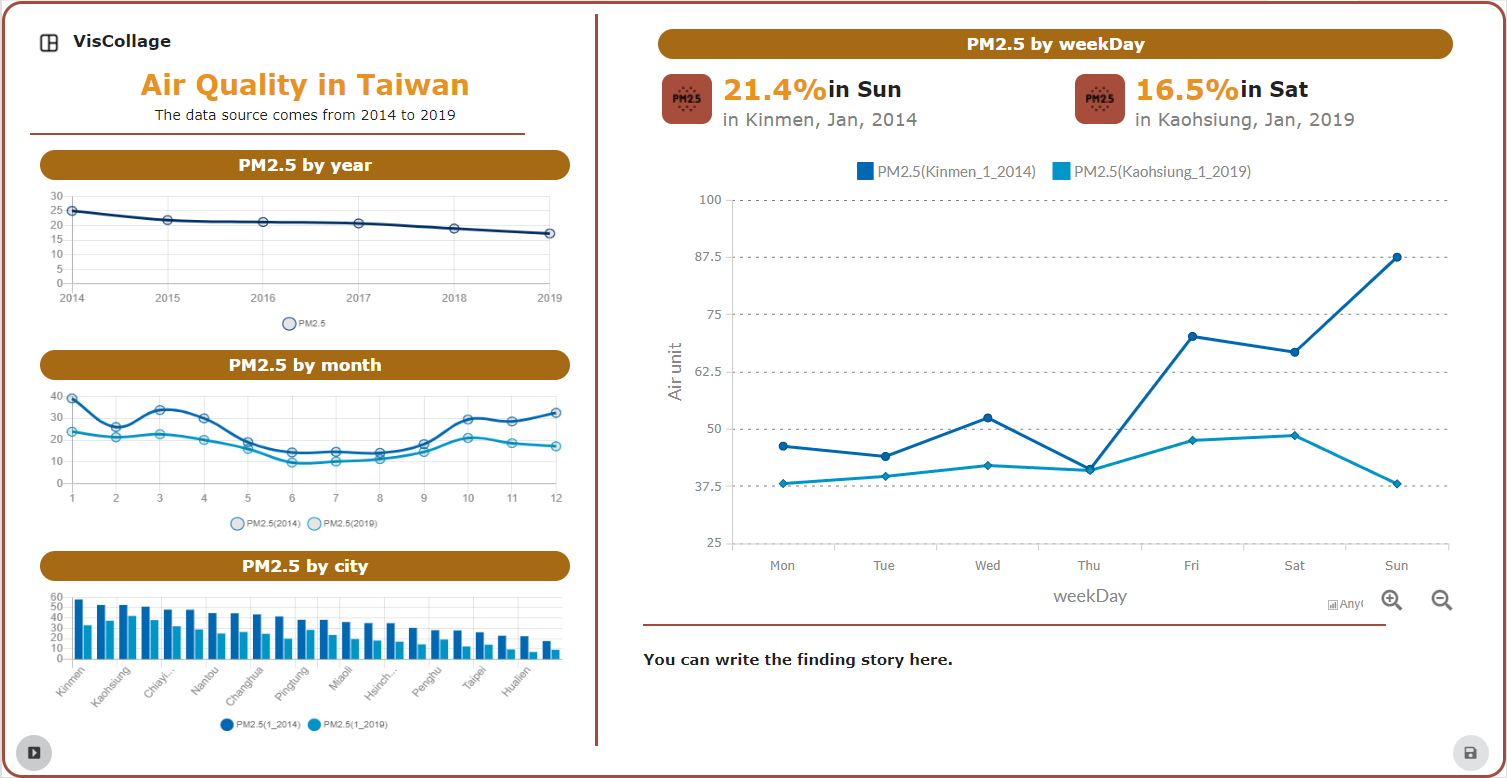 VisCollage
Air Quality in Taiwan
The data source comes from 2014 to 2019
PM2.5 by year
30
25
20
15
10
5
0
2014 2015 2016 2017 2018 2019
PM2.5
PM2.5 by month
40
30
20
10
0
1 2 3 4 5 6 7 8 9 10 11 12
PM2.5(2014) PM2.5(2019)
PM2.5 by city
60
50
40
30
20
10
0
Kinmen Kaohsiung Chiayi... Nantou Changhua Pingtung Miaoli Hsinch... Penghu Taipei Hualien
PM2.5(1_2014) PM2.5(1_2019)
PM2.5 by weekDay
PM2.5 21.4% in Sun
in Kinmen, Jan, 2014
PM2.5 16.5% in Sat
in Kaohsiung, Jan, 2019
PM2.5(Kinmen_1_2014) PM2.5(Kaohsiung_1_2019)
Air unit
100
87.5
75
62.5
50
37.5
25
Mon Tue Wed Thu Fri Sat Sun
weekDay
Any
You can write the finding story here.